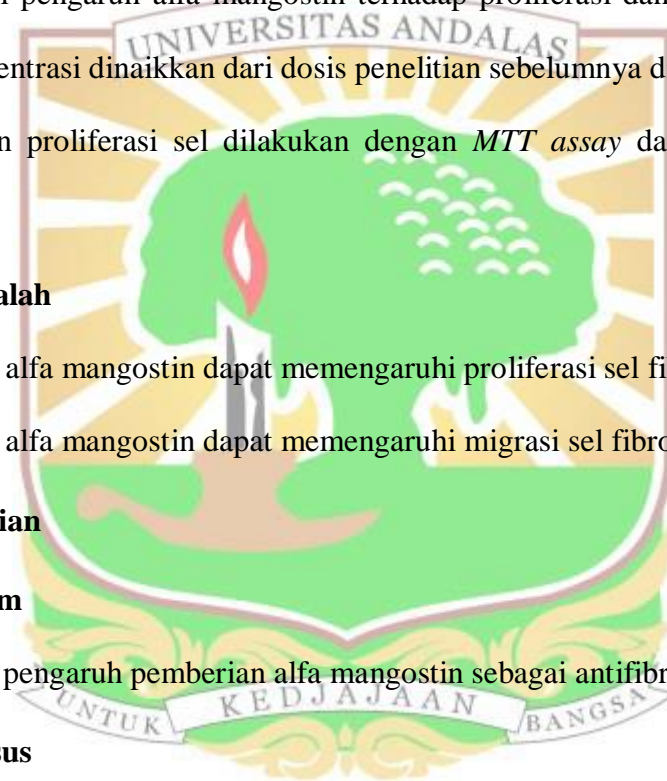 pengaruh alfa mangostin terhadap proliferasi dan
UNIVERSITAS ANDALAS
entrasi dinaikkan dari dosis penelitian sebelumnya d
n proliferasi sel dilakukan dengan MTT assay da
alah
alfa mangostin dapat memengaruhi proliferasi sel fi
alfa mangostin dapat memengaruhi migrasi sel fibro
ian
m
pengaruh pemberian alfa mangostin sebagai antifibr
UNTUK KEDJAJAAN BANGSA
sus